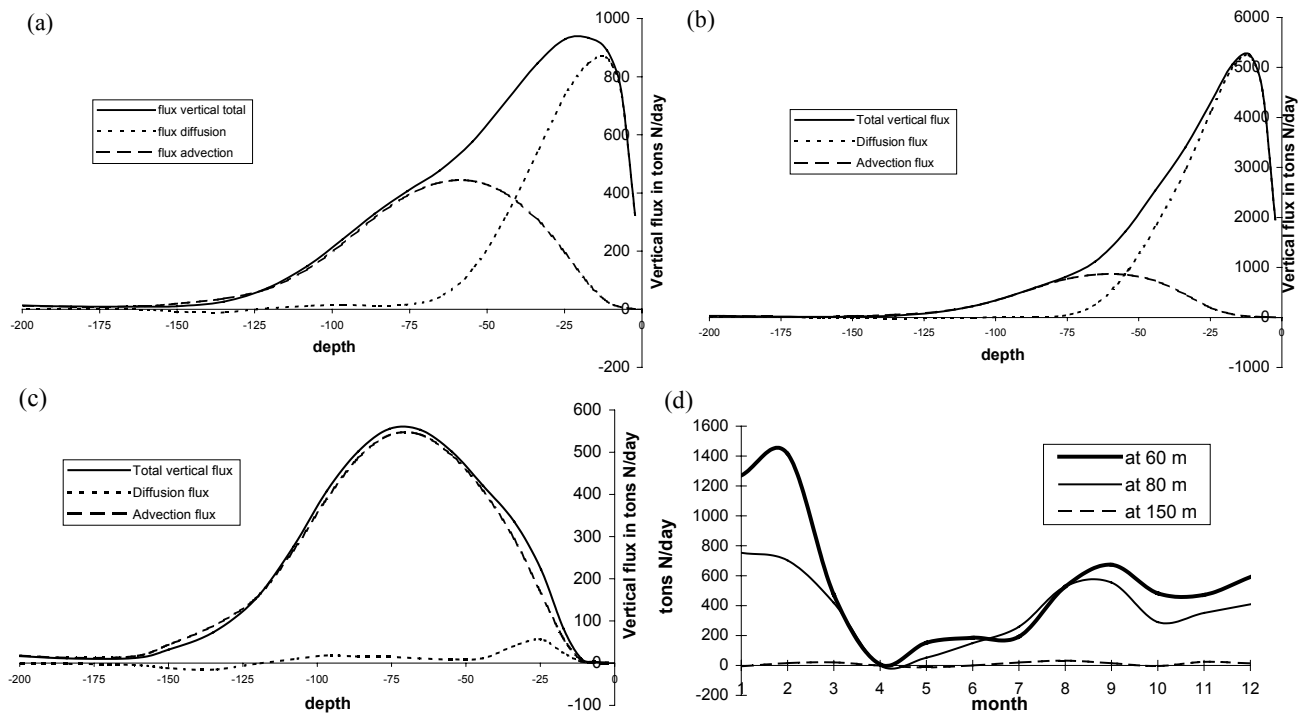 (a)
1000
800
600
400
200
0
-200
Vertical flux in tons N/day
flux vertical total
flux diffusion
flux advection
-200 -175 -150 -125 -100 -75 -50 -25 0
depth
(b)
6000
5000
4000
3000
2000
1000
0
-1000
Vertical flux in tons N/day
Total vertical flux
Diffusion flux
Advection flux
-200 -175 -150 -125 -100 -75 -50 -25 0
depth
(c)
600
500
400
300
200
100
0
-100
Vertical flux in tons N/day
Total vertical flux
Diffusion flux
Advection flux
-200 -175 -150 -125 -100 -75 -50 -25 0
depth
(d)
1600
1400
1200
1000
800
600
400
200
0
-200
tons N/day
at 60 m
at 80 m
at 150 m
1 2 3 4 5 6 7 8 9 10 11 12
month